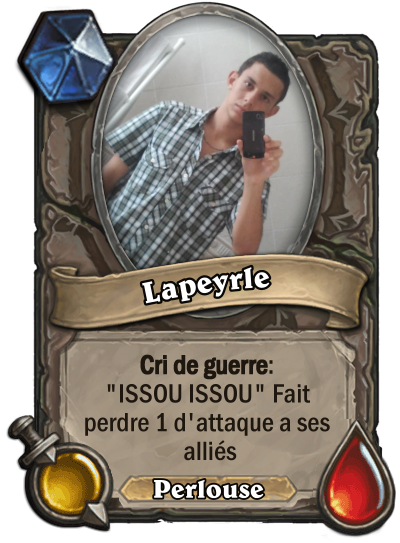 Lapeyrle
Cri de guerre:
"ISSOU ISSOU" Fait
perdre 1 d'attaque a ses
alliés
Perlouse